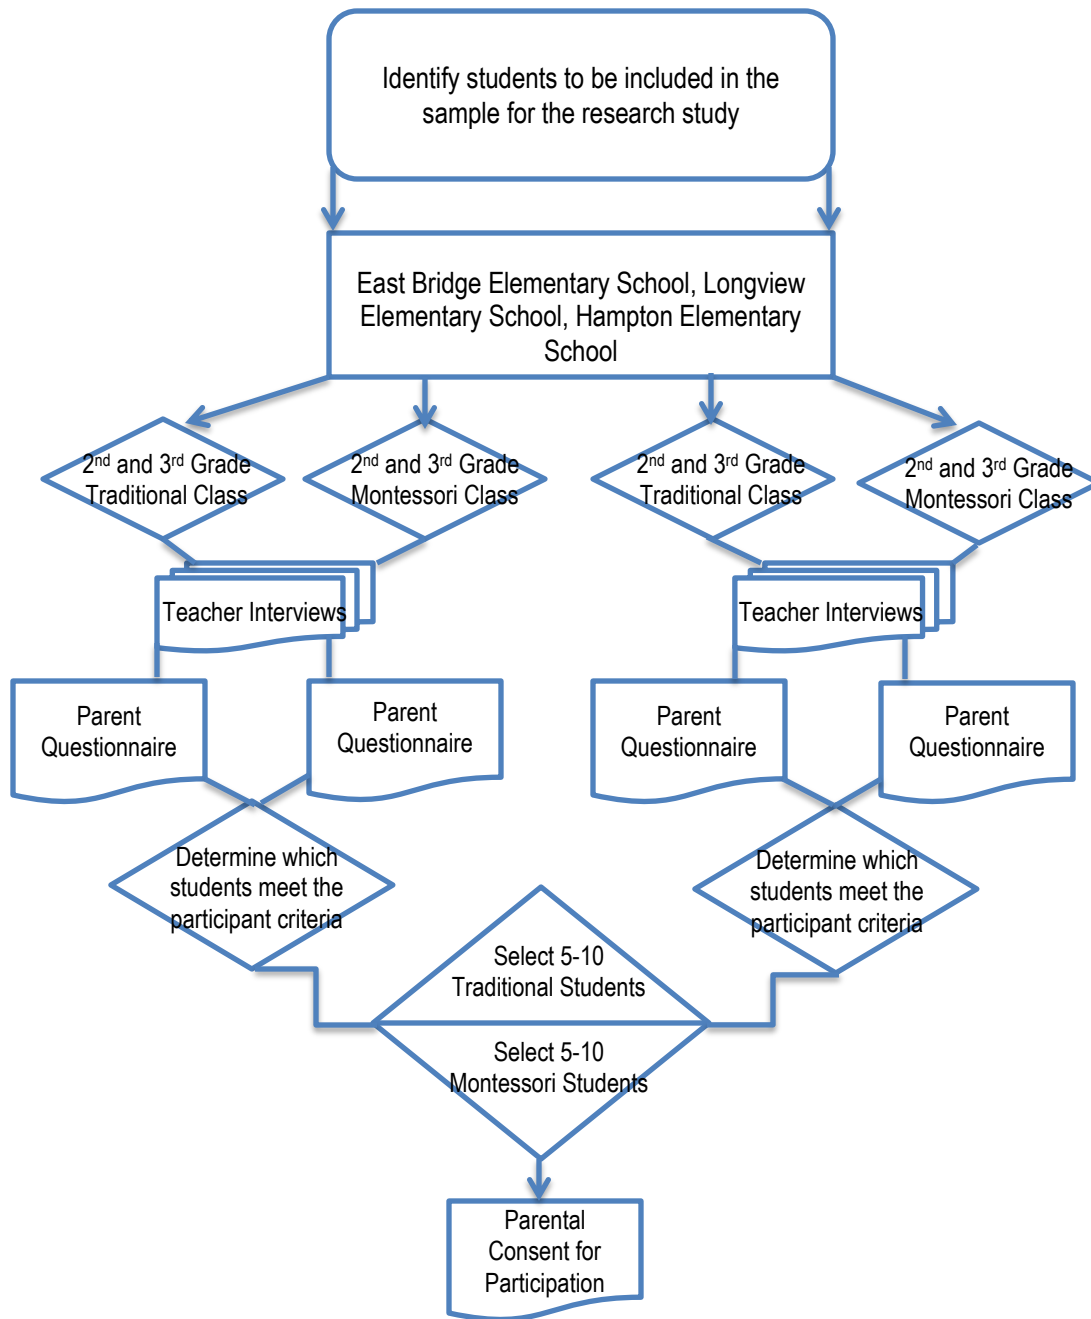 Identify students to be included in the
sample for the research study
East Bridge Elementary School, Longview
Elementary School, Hampton Elementary
School
2nd and 3rd Grade
Traditional Class
2nd and 3rd Grade
Montessori Class
2nd and 3rd Grade
Traditional Class
2nd and 3rd Grade
Montessori Class
Teacher Interviews
Teacher Interviews
Parent
Questionnaire
Parent
Questionnaire
Parent
Questionnaire
Parent
Questionnaire
Determine which
students meet the
participant criteria
Determine which
students meet the
participant criteria
Select 5-10
Traditional Students
Select 5-10
Montessori Students
Parental
Consent for
Participation